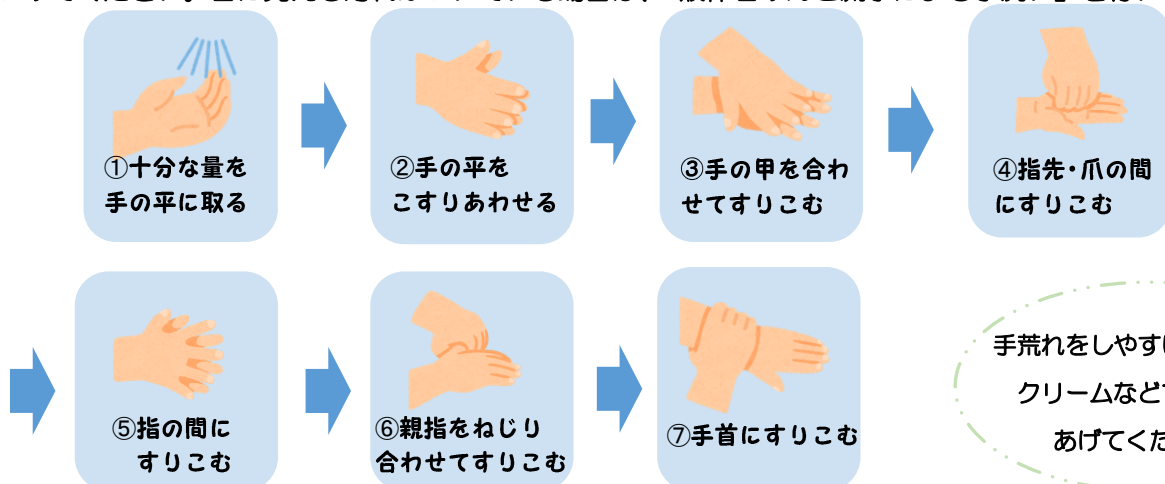 ①十分な量を
手の平に取る
②手の平を
こすりあわせる
③手の甲を合わ
せてすりこむ
④指先・爪の間
にすりこむ
⑤指の間に
すりこむ
⑥親指をねじり
合わせてすりこむ
⑦手首にすりこむ
手荒れをしやすい
クリームなどで
あげてくだ